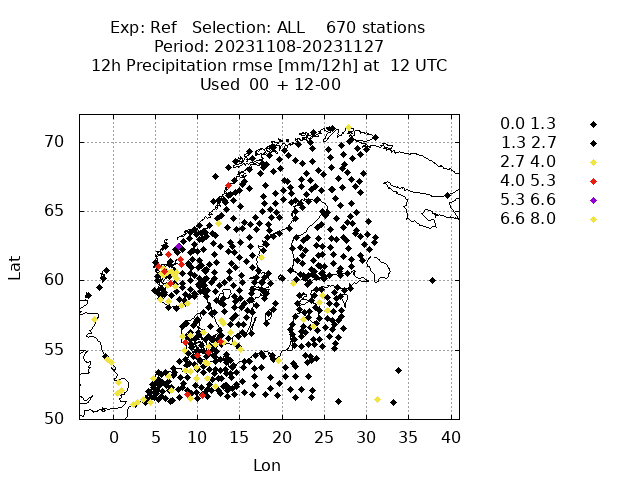 Exp: Ref   Selection: ALL    670 stations
Period: 20231108-20231127
12h Precipitation rmse [mm/12h] at  12 UTC
Used  00 + 12-00
0.0 1.3
1.3 2.7
2.7 4.0
4.0 5.3
5.3 6.6
6.6 8.0
70
65
60
55
50
Lat
0 5 10 15 20 25 30 35 40
Lon